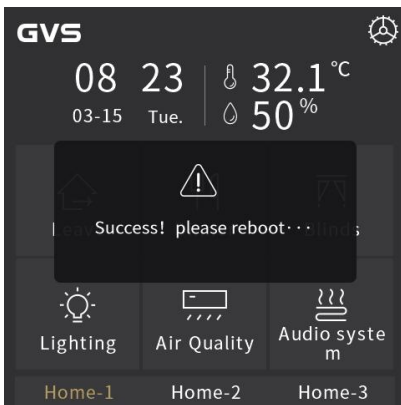 GVS
08 23
32.1°C
03-15 Tue.
50%
Success! please reboot···
Lighting
Air Quality
Audio syste
m
Home-1
Home-2
Home-3